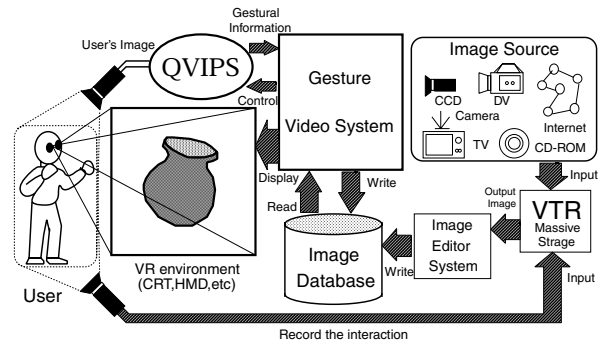 Gestural
Information
User's Image
QVIPS
Control
Gesture
Video System
Image Source
CCD
DV
Camera
Internet
TV
CD-ROM
Display
Read
Write
Input
Output
Image
VTR
Massive
Strage
Image
Editor
System
Write
Image
Database
VR environment
(CRT,HMD,etc)
User
Input
Record the interaction